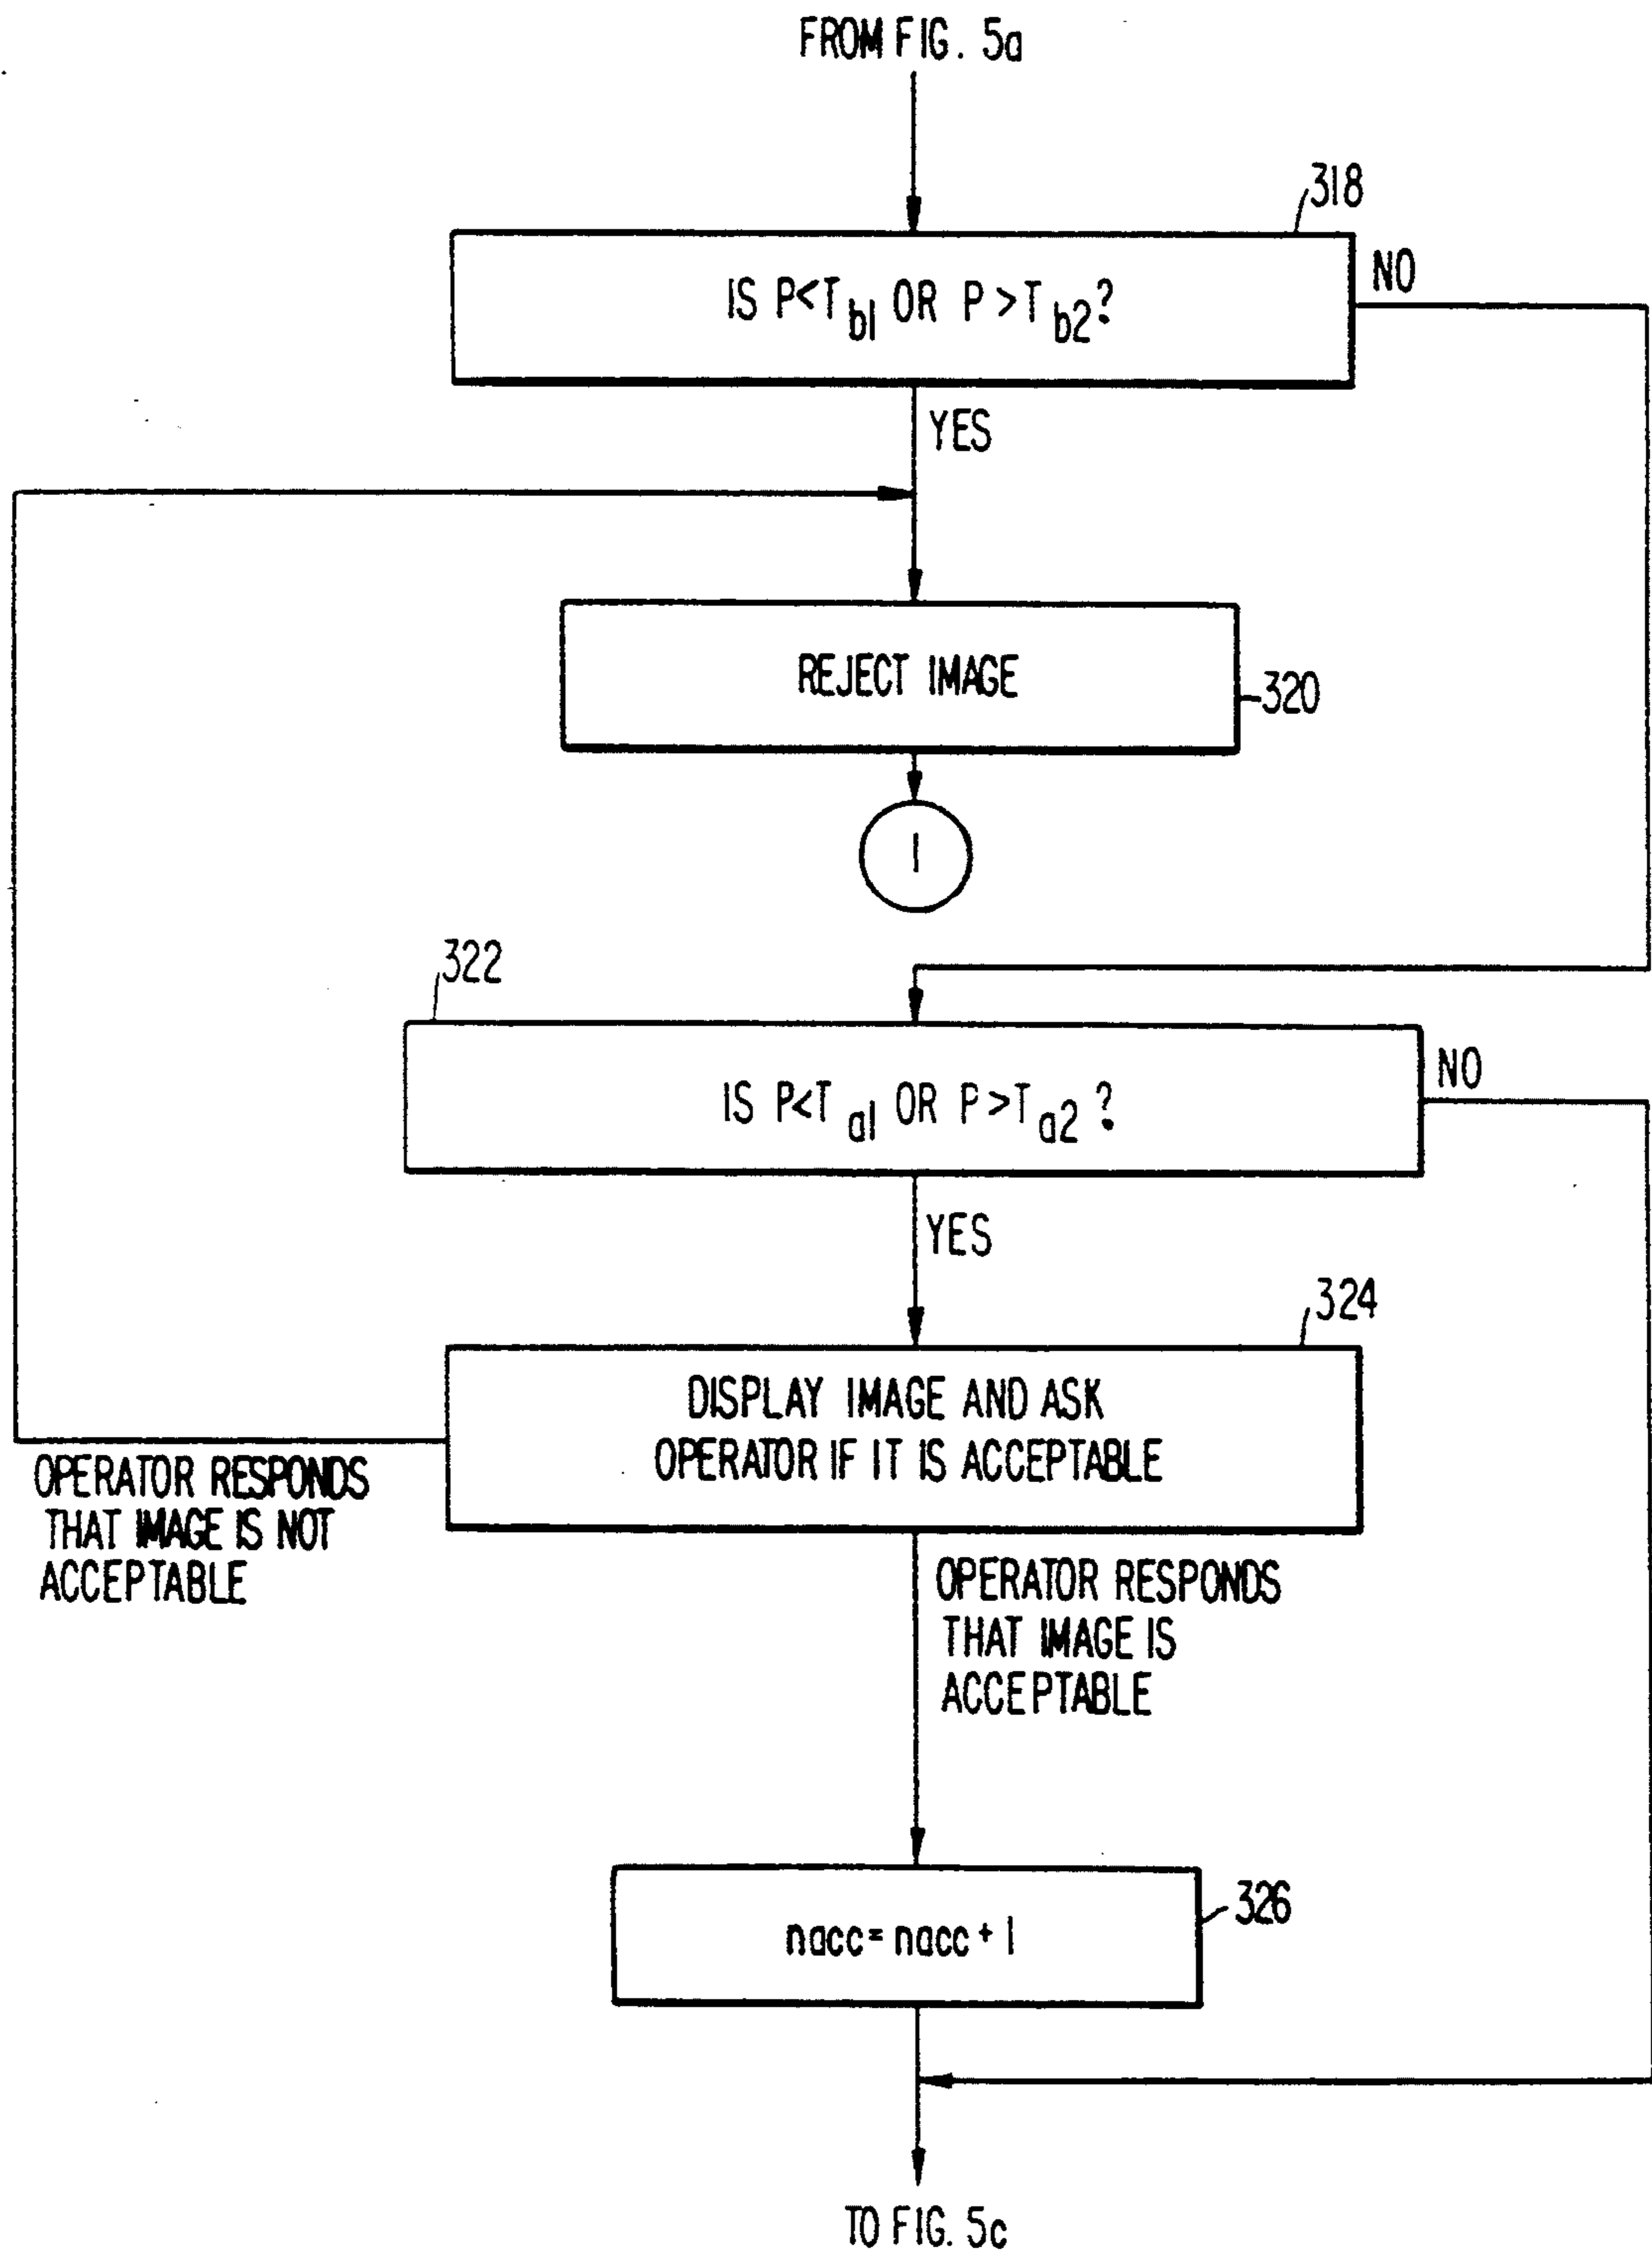 FROM FIG. 5a
318
IS P<T b1 OR P>T b2?
NO
YES
REJECT IMAGE
320
1
322
IS P<T a1 OR P>T a2 ?
NO
YES
324
DISPLAY IMAGE AND ASK
OPERATOR IF IT IS ACCEPTABLE
OPERATOR RESPONDS
THAT IMAGE IS NOT
ACCEPTABLE
OPERATOR RESPONDS
THAT IMAGE IS
ACCEPTABLE
326
nacc = nacc + 1
TO FIG. 5c